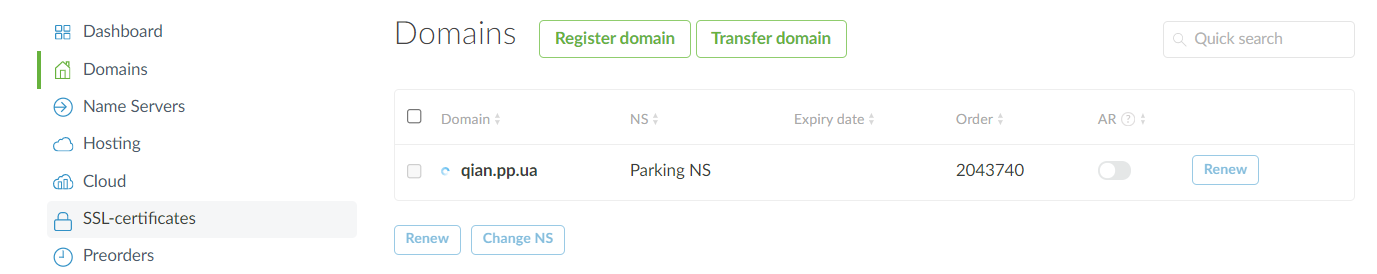 Dashboard
Domains
Name Servers
Hosting
Cloud
SSL-certificates
Preorders
Domains Register domain Transfer domain Quick search
Domain NS Expiry date Order AR ?
qian.pp.ua Parking NS 2043740 Renew
Renew Change NS